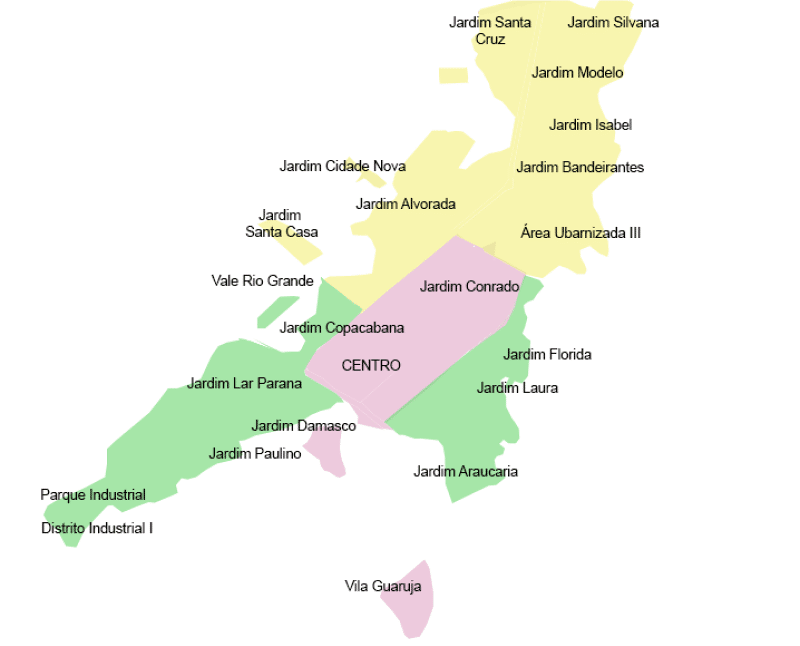 Jardim Santa
Cruz
Jardim Silvana
Jardim Modelo
Jardim Isabel
Jardim Cidade Nova
Jardim Bandeirantes
Jardim Alvorada
Jardim
Santa Casa
Área Ubarnizada III
Vale Rio Grande
Jardim Conrado
Jardim Copacabana
Jardim Florida
CENTRO
Jardim Lar Parana
Jardim Laura
Jardim Damasco
Jardim Paulino
Jardim Araucaria
Parque Industrial
Distrito Industrial I
Vila Guaruja